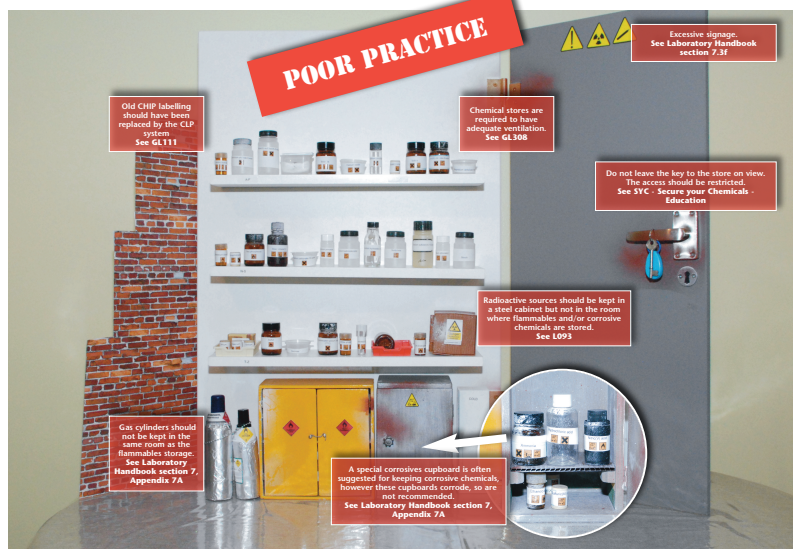 POOR PRACTICE
Excessive signage.
See Laboratory Handbook
section 7.3f
Old CHIP labelling
should have been
replaced by the CLP
system
See GL111
Chemical stores are
required to have
adequate ventilation.
See GL308
Do not leave the key to the store on view.
The access should be restricted.
See SYC - Secure your Chemicals -
Education
Radioactive sources should be kept in
a steel cabinet but not in the room
where flammables and/or corrosive
chemicals are stored.
See L093
Gas cylinders should
not be kept in the
same room as the
flammables storage.
See Laboratory
Handbook section 7,
Appendix 7A
A special corrosives cupboard is often
suggested for keeping corrosive chemicals,
however these cupboards corrode, so are
not recommended.
See Laboratory Handbook section 7,
Appendix 7A